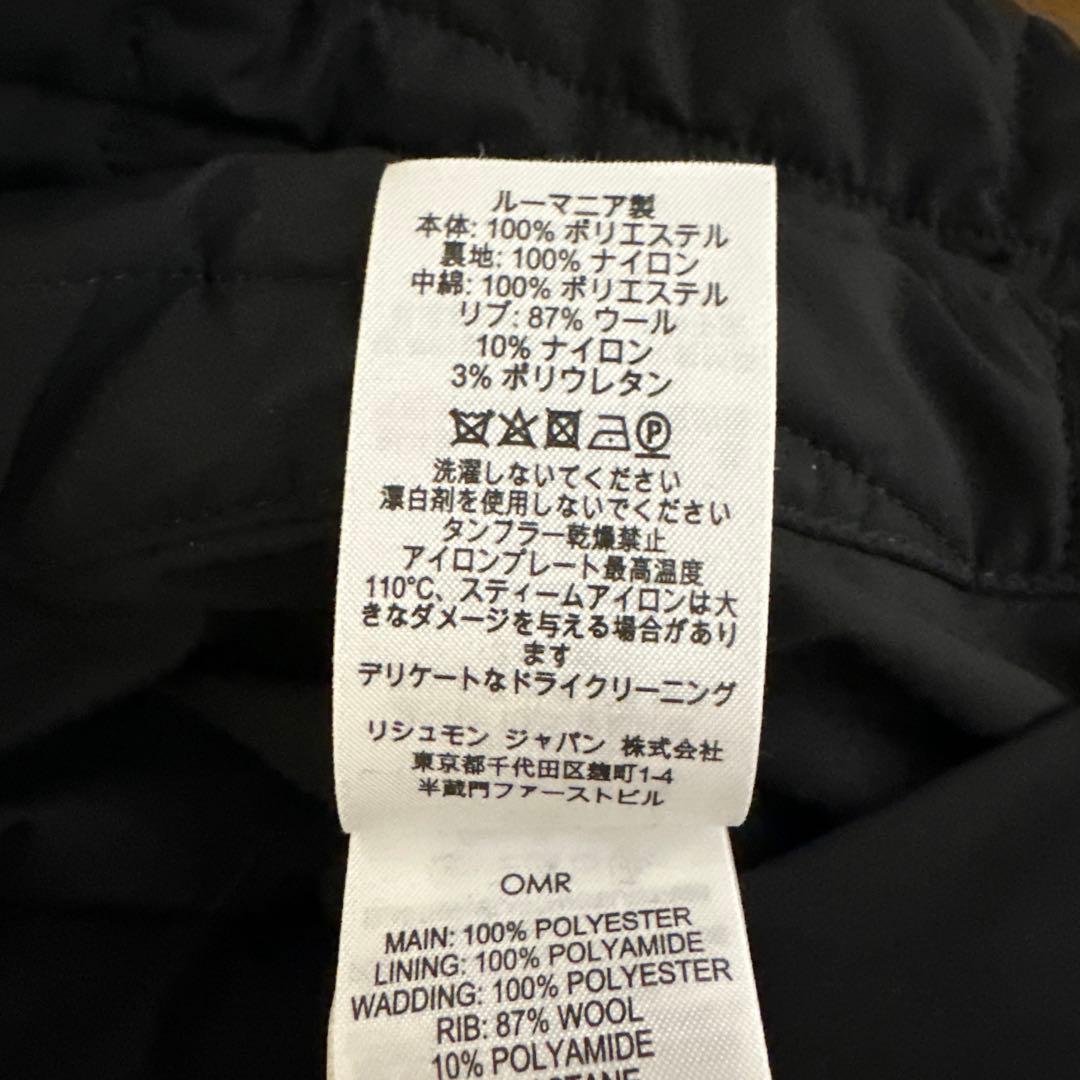 ルーマニア製
本体: 100% ポリエステル
裏地: 100% ナイロン
中綿: 100% ポリエステル
リブ: 87% ウール
10% ナイロン
3% ポリウレタン
P
洗濯しないてください
漂白剤を使用しないでください
タンフラー乾燥禁止
アイロンプレート最高温度
110°C、スティームアイロンは大
きなダメージを与える場合があり
ます
デリケートなドライクリーニング
リシュモン ジャパン 株式会社
東京都千代田区麹町1-4
半蔵門ファーストビル
OMR
MAIN: 100% POLYESTER
LINING: 100% POLYAMIDE
WADDING: 100% POLYESTER
RIB: 87% WOOL
10% POLYAMIDE